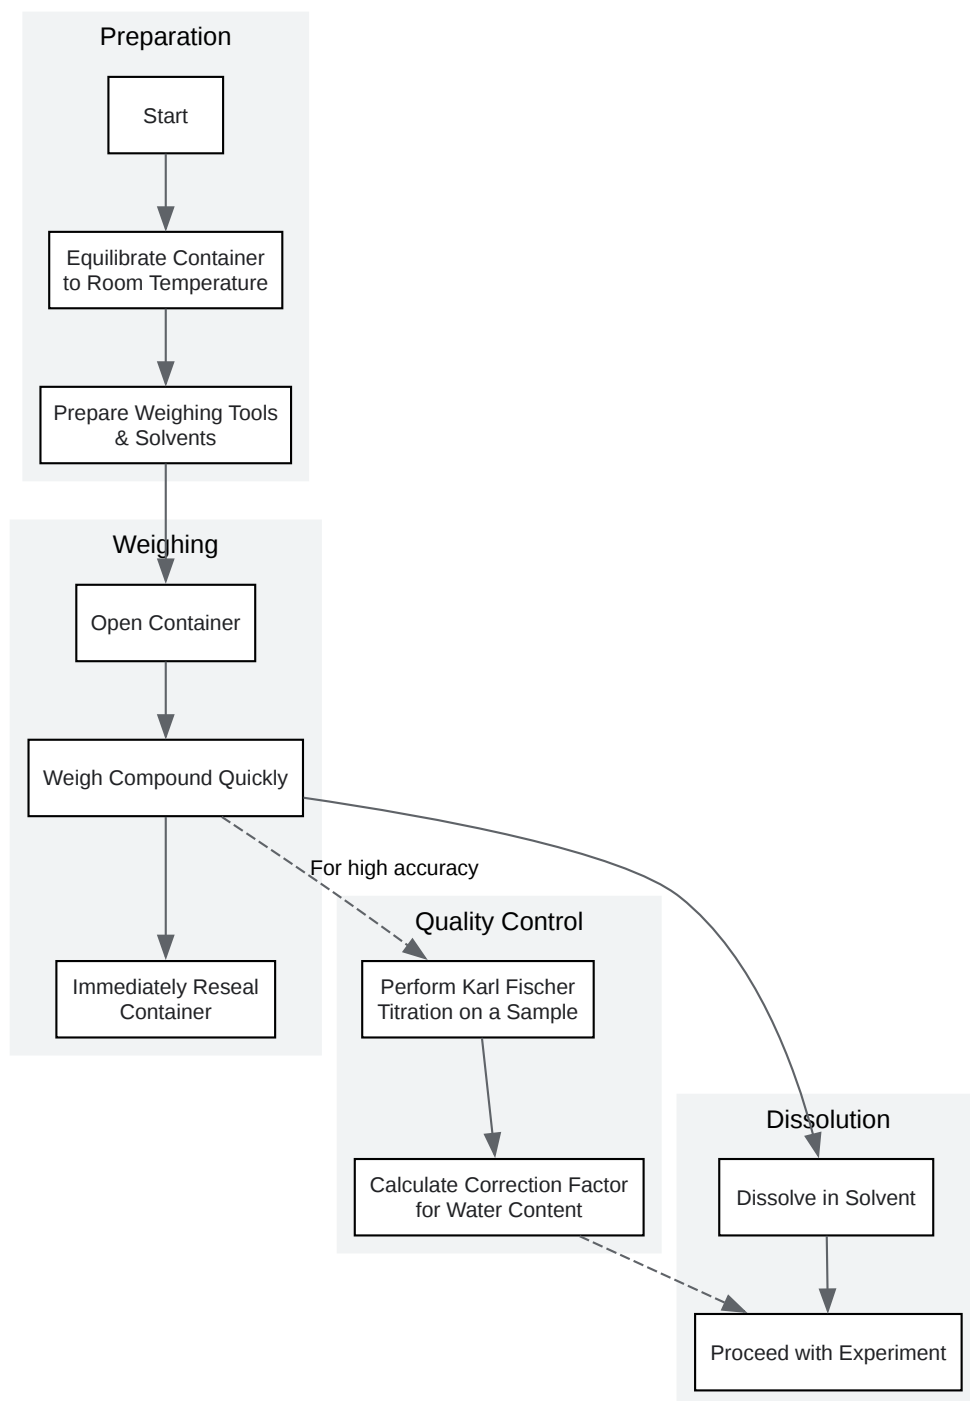 Preparation
Start
Equilibrate Container
to Room Temperature
Prepare Weighing Tools
& Solvents
Weighing
Open Container
Weigh Compound Quickly
For high accuracy
Immediately Reseal
Container
Quality Control
Perform Karl Fischer
Titration on a Sample
Calculate Correction Factor
for Water Content
Dissolution
Dissolve in Solvent
Proceed with Experiment